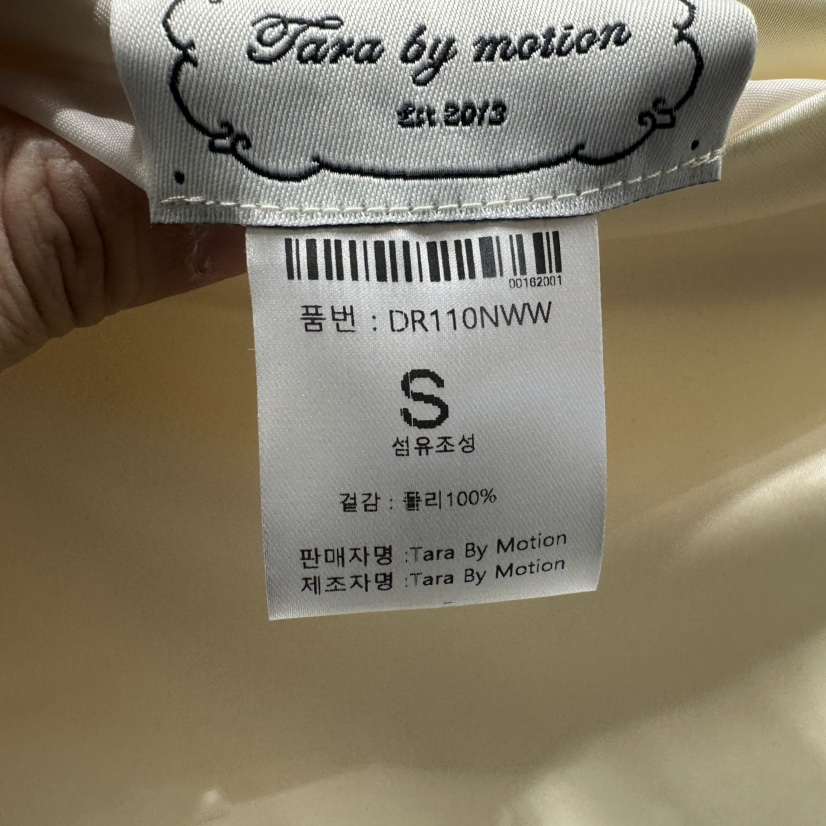 Tara by motion
Est 2013
00162001
품번 : DR110NWW
S
섬유조성
겉감 : 폴리100%
판매자명 :Tara By Motion
제조자명 :Tara By Motion